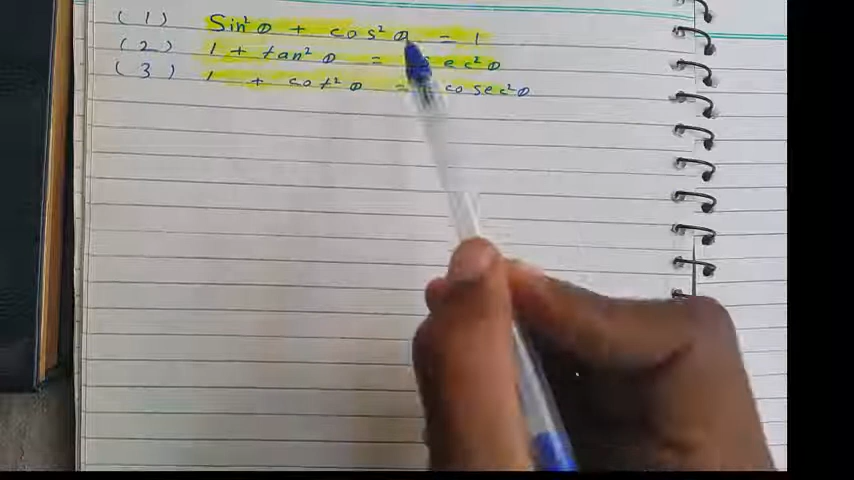 (1) Sin²θ + cos²θ = 1
(2) 1 + tan²θ = sec²θ
(3) 1 + cot²θ = cosec²θ